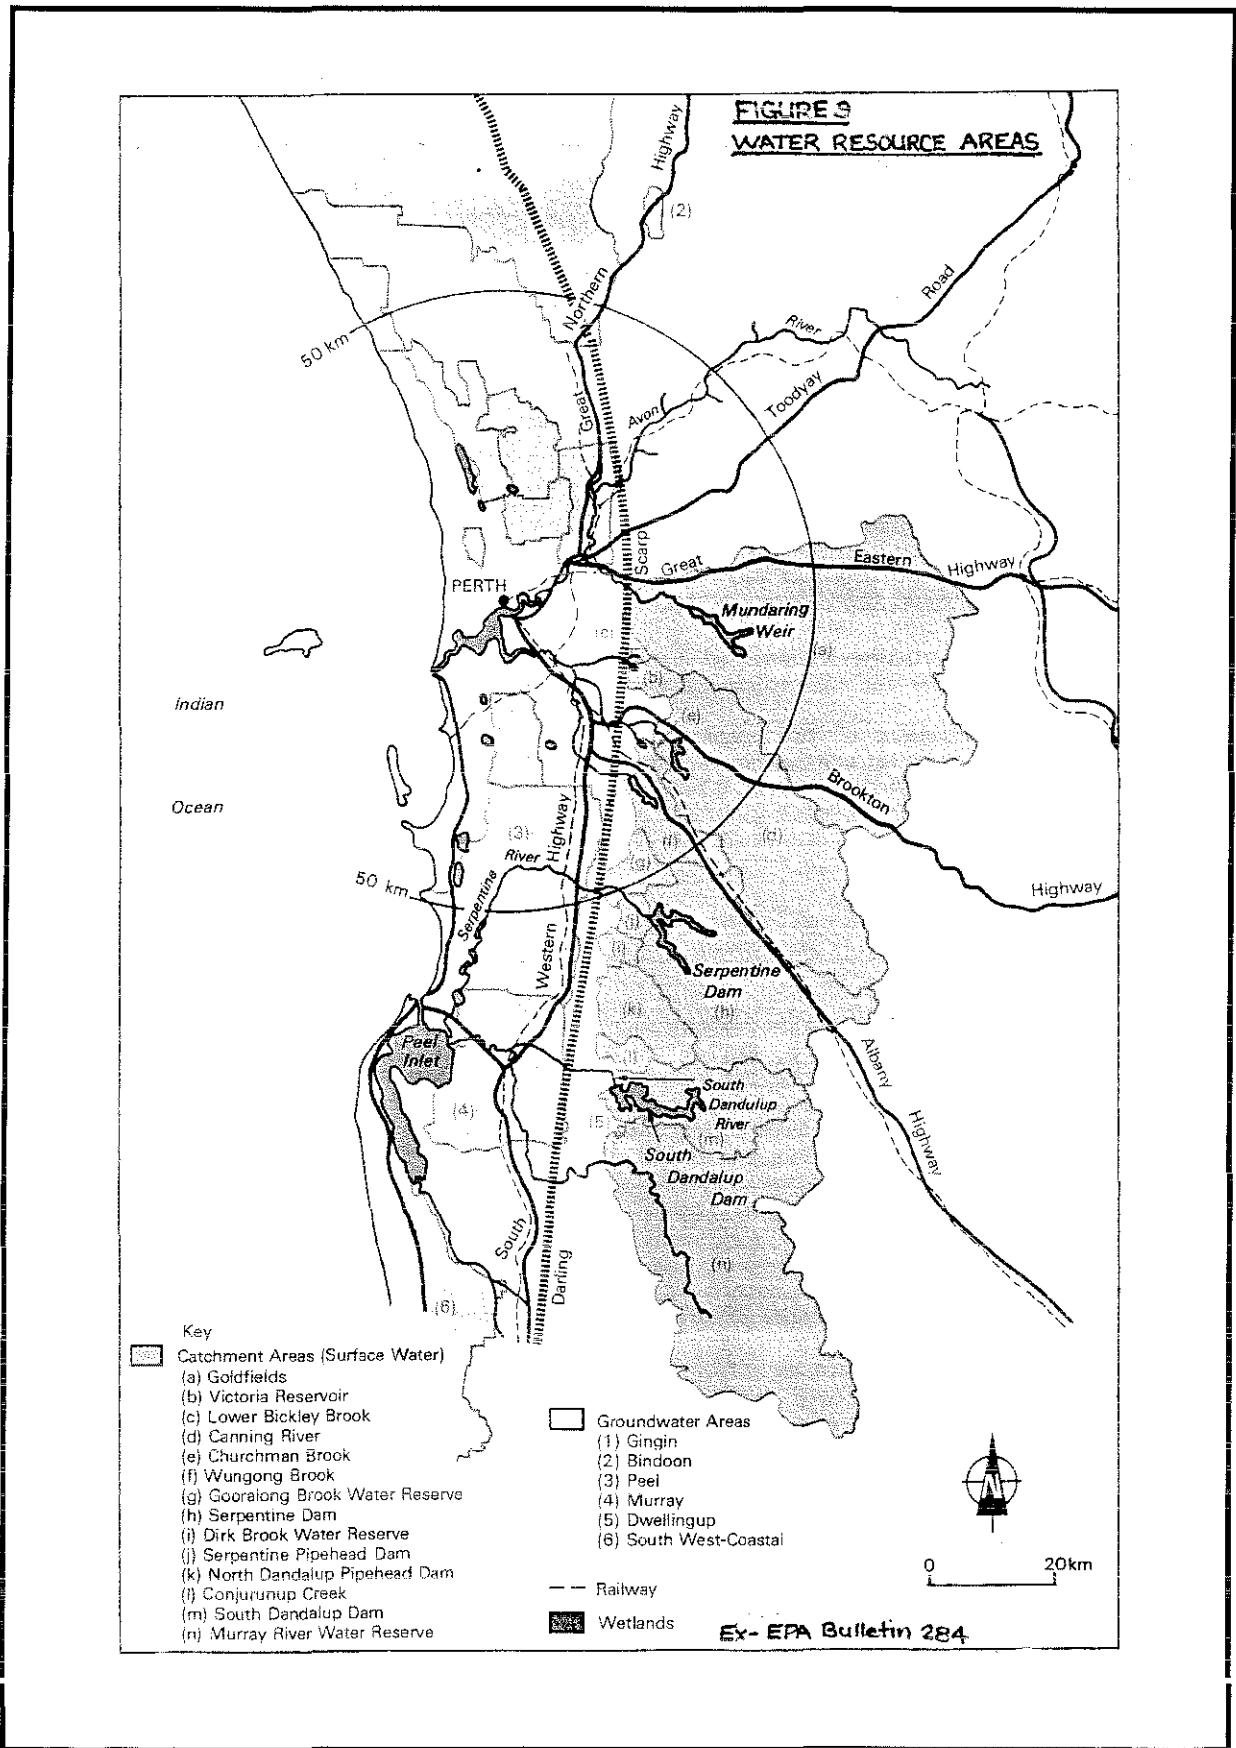 FIGURE 9
WATER RESOURCE AREAS
Highway
(2)
Northern
Great
50 km
River
Road
Avon
Toodyay
Scarp
Great
Eastern
Highway
PERTH
Mundaring
Weir
(c)
(a)
(b)
(e)
Indian
Ocean
Brookton
Highway
(3)
River
Highway
(f)
(d)
(g)
50 km
Serpentine
Western
(i)
(j)
Serpentine
Dam
(k)
(h)
Peel
Inlet
(l)
Albany
Highway
South
Dandulup
River
(4)
(5)
(m)
South
Dandalup
Dam
South
Darling
(n)
(6)
Key
Catchment Areas (Surface Water)
(a) Goldfields
(b) Victoria Reservoir
(c) Lower Bickley Brook
(d) Canning River
(e) Churchman Brook
(f) Wungong Brook
(g) Gooralong Brook Water Reserve
(h) Serpentine Dam
(i) Dirk Brook Water Reserve
(j) Serpentine Pipehead Dam
(k) North Dandalup Pipehead Dam
(l) Conjurunup Creek
(m) South Dandalup Dam
(n) Murray River Water Reserve
Groundwater Areas
(1) Gingin
(2) Bindoon
(3) Peel
(4) Murray
(5) Dwellingup
(6) South West-Coastal
Railway
Wetlands
N
0 20km
Ex- EPA Bulletin 284